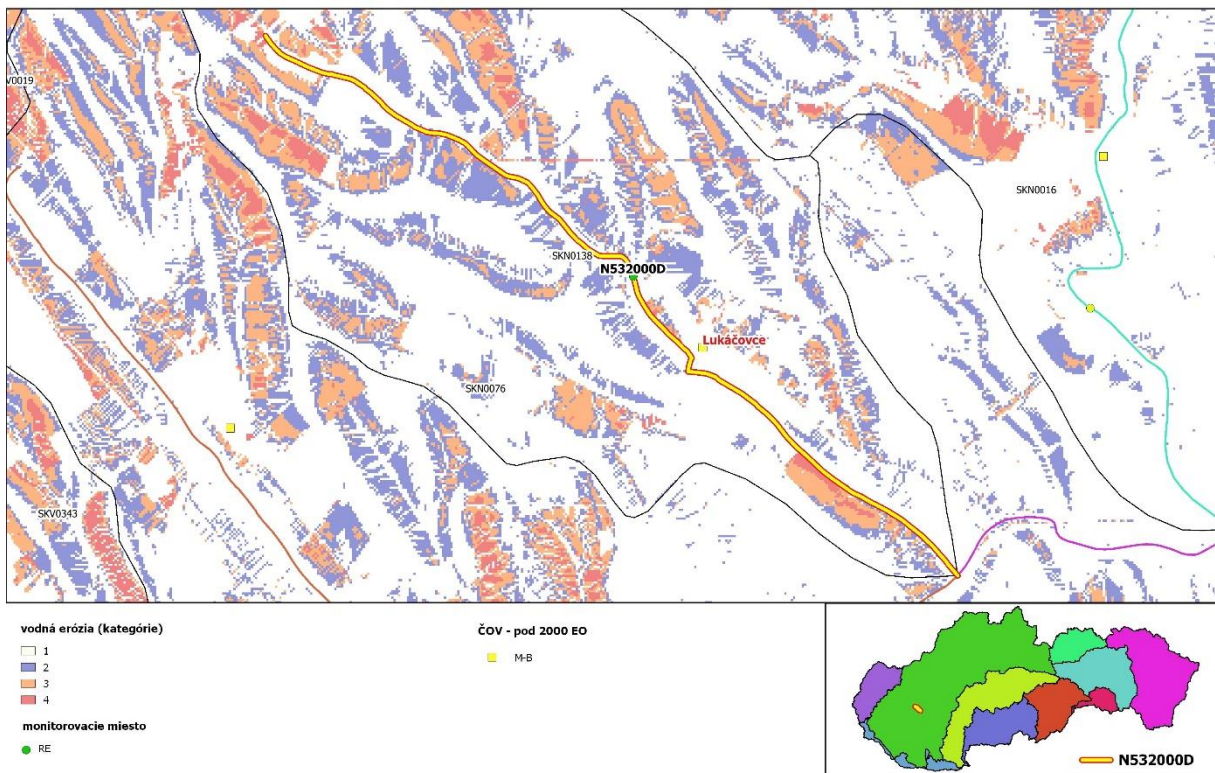 V0019
SKN0016
SKN0138
N532000D
Lukáčovce
SKN0076
SKV0343
vodná erózia (kategórie)
1
2
3
4
monitorovacie miesto
RE
ČOV - pod 2000 EO
M-B
N532000D